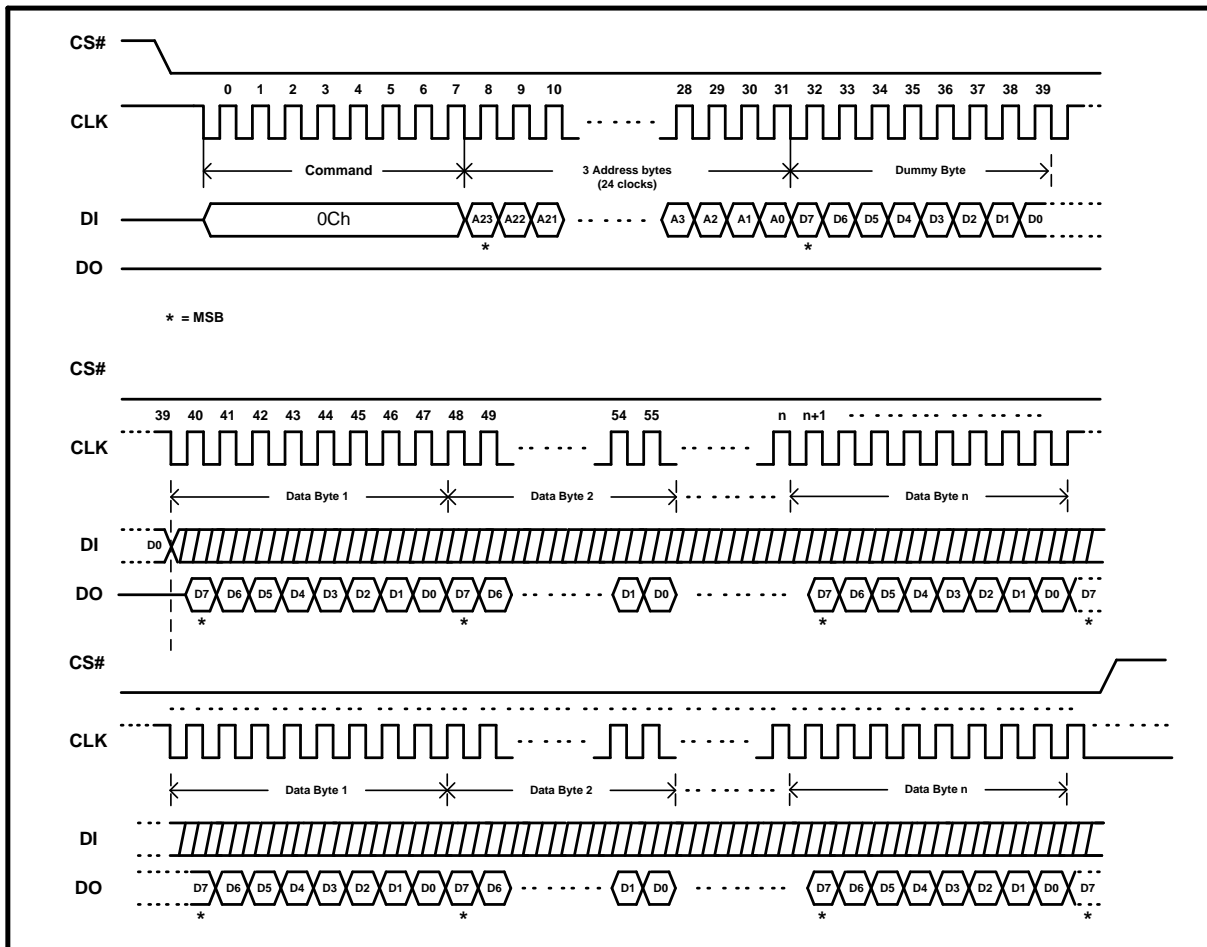 CS#
0 1 2 3 4 5 6 7 8 9 10 28 29 30 31 32 33 34 35 36 37 38 39
CLK
Command 3 Address bytes (24 clocks) Dummy Byte
DI 0Ch A23 A22 A21 A3 A2 A1 A0 D7 D6 D5 D4 D3 D2 D1 D0
* *
DO
* = MSB
CS#
39 40 41 42 43 44 45 46 47 48 49 54 55 n n+1
CLK
Data Byte 1 Data Byte 2 Data Byte n
DI D0
DO D7 D6 D5 D4 D3 D2 D1 D0 D7 D6 D1 D0 D7 D6 D5 D4 D3 D2 D1 D0 D7
* * * *
CS#
CLK
Data Byte 1 Data Byte 2 Data Byte n
DI
DO D7 D6 D5 D4 D3 D2 D1 D0 D7 D6 D1 D0 D7 D6 D5 D4 D3 D2 D1 D0 D7
* * * *